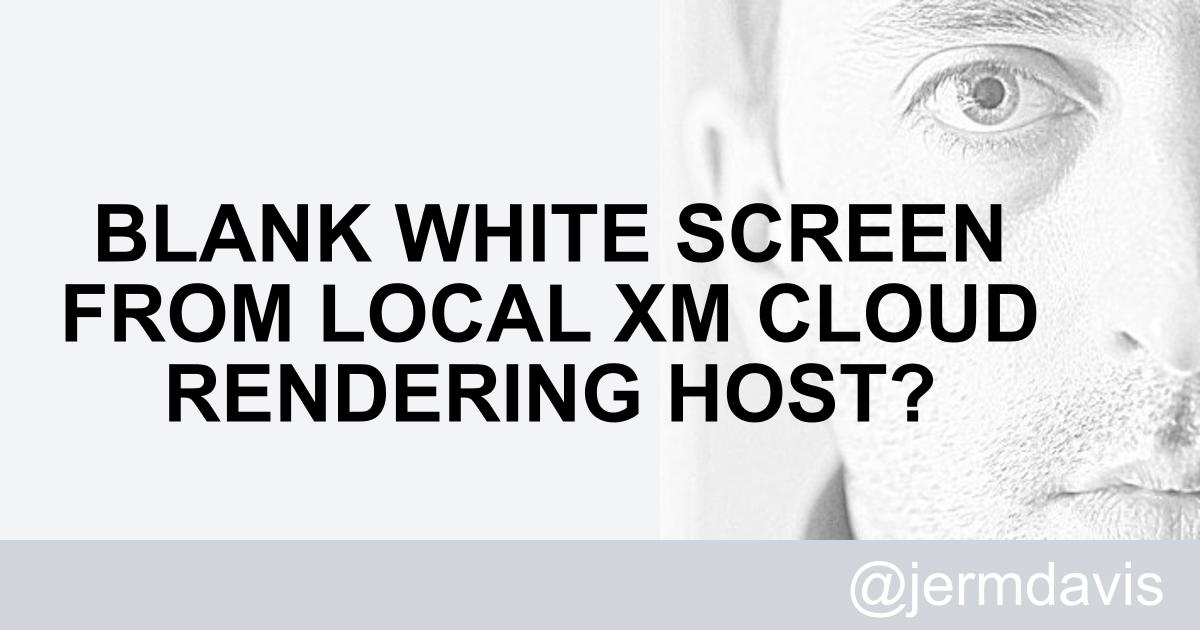 BLANK WHITE SCREEN
FROM LOCAL XM CLOUD
RENDERING HOST?
@jermdavis